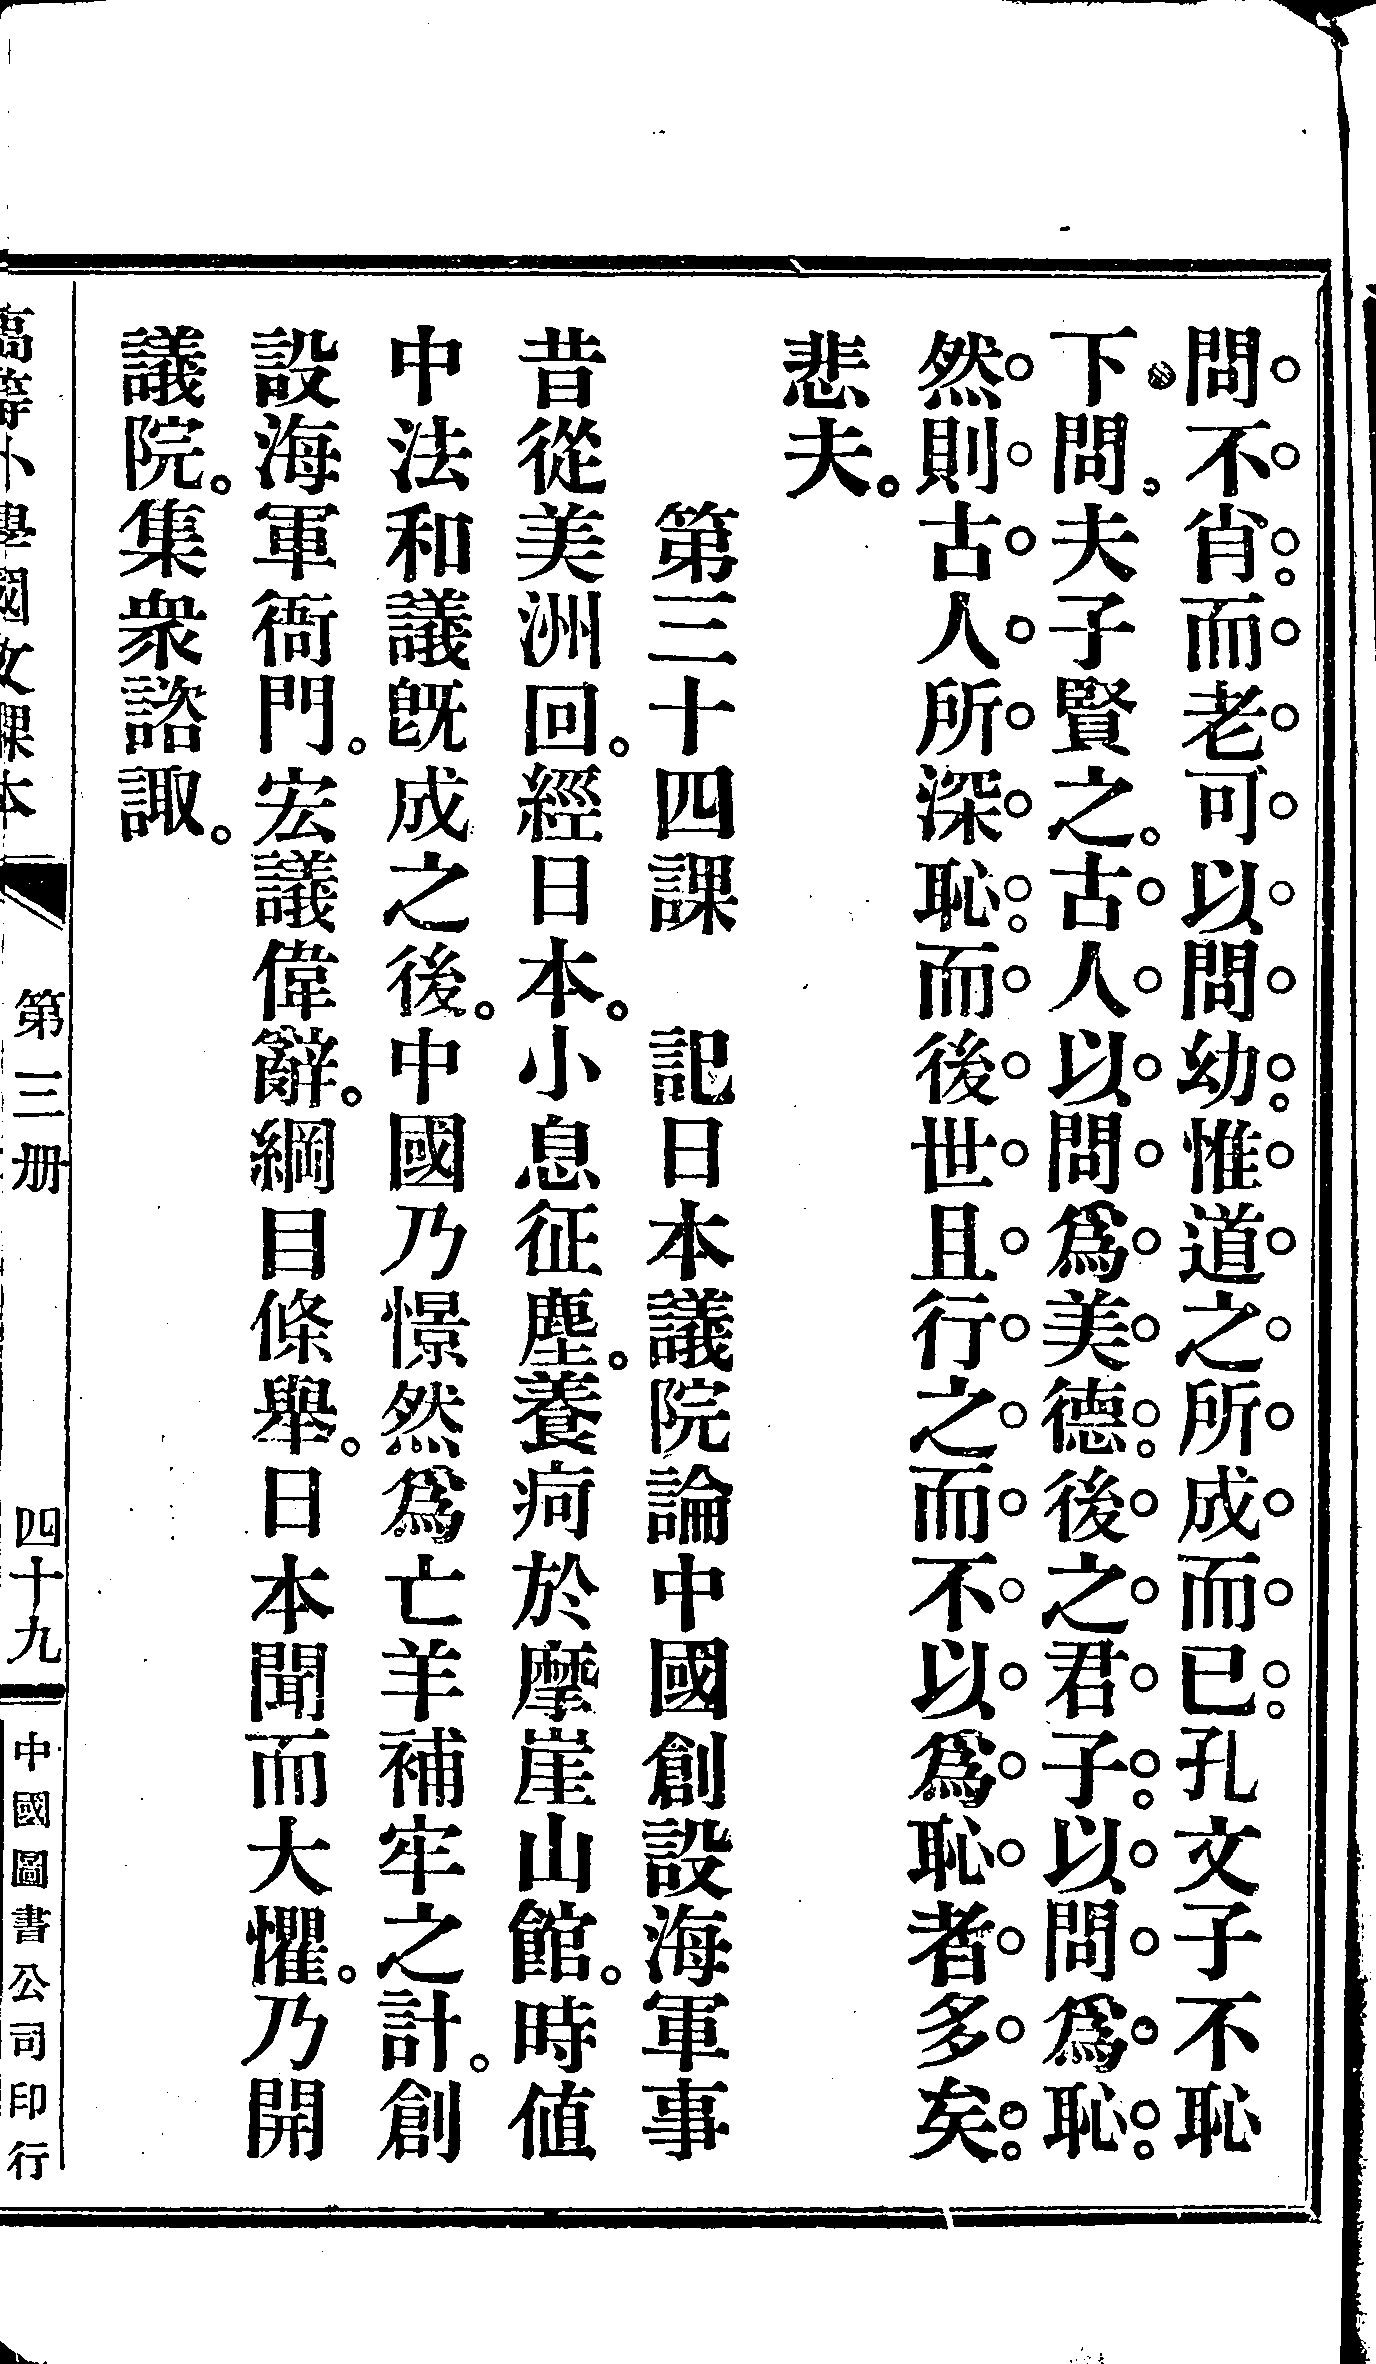 問不肖。而老可以問幼。惟道之所成而已。孔文子不恥
下問。夫子賢之。古人以問爲美德。後之君子。以問爲恥。
然則古人所深恥。而後世且行之而不以爲恥者多矣。
悲夫。
第三十四課　記日本議院論中國創設海軍事
昔從美洲回。經日本。小息征塵。養疴於摩崖山館。時値
中法和議旣成之後。中國乃憬然爲亡羊補牢之計。創
設海軍衙門。宏議偉辭。綱目條舉。日本聞而大懼。乃開
議院。集衆諮諏。
高等小學國文課本
第三册
四十九
中國圖書公司印行